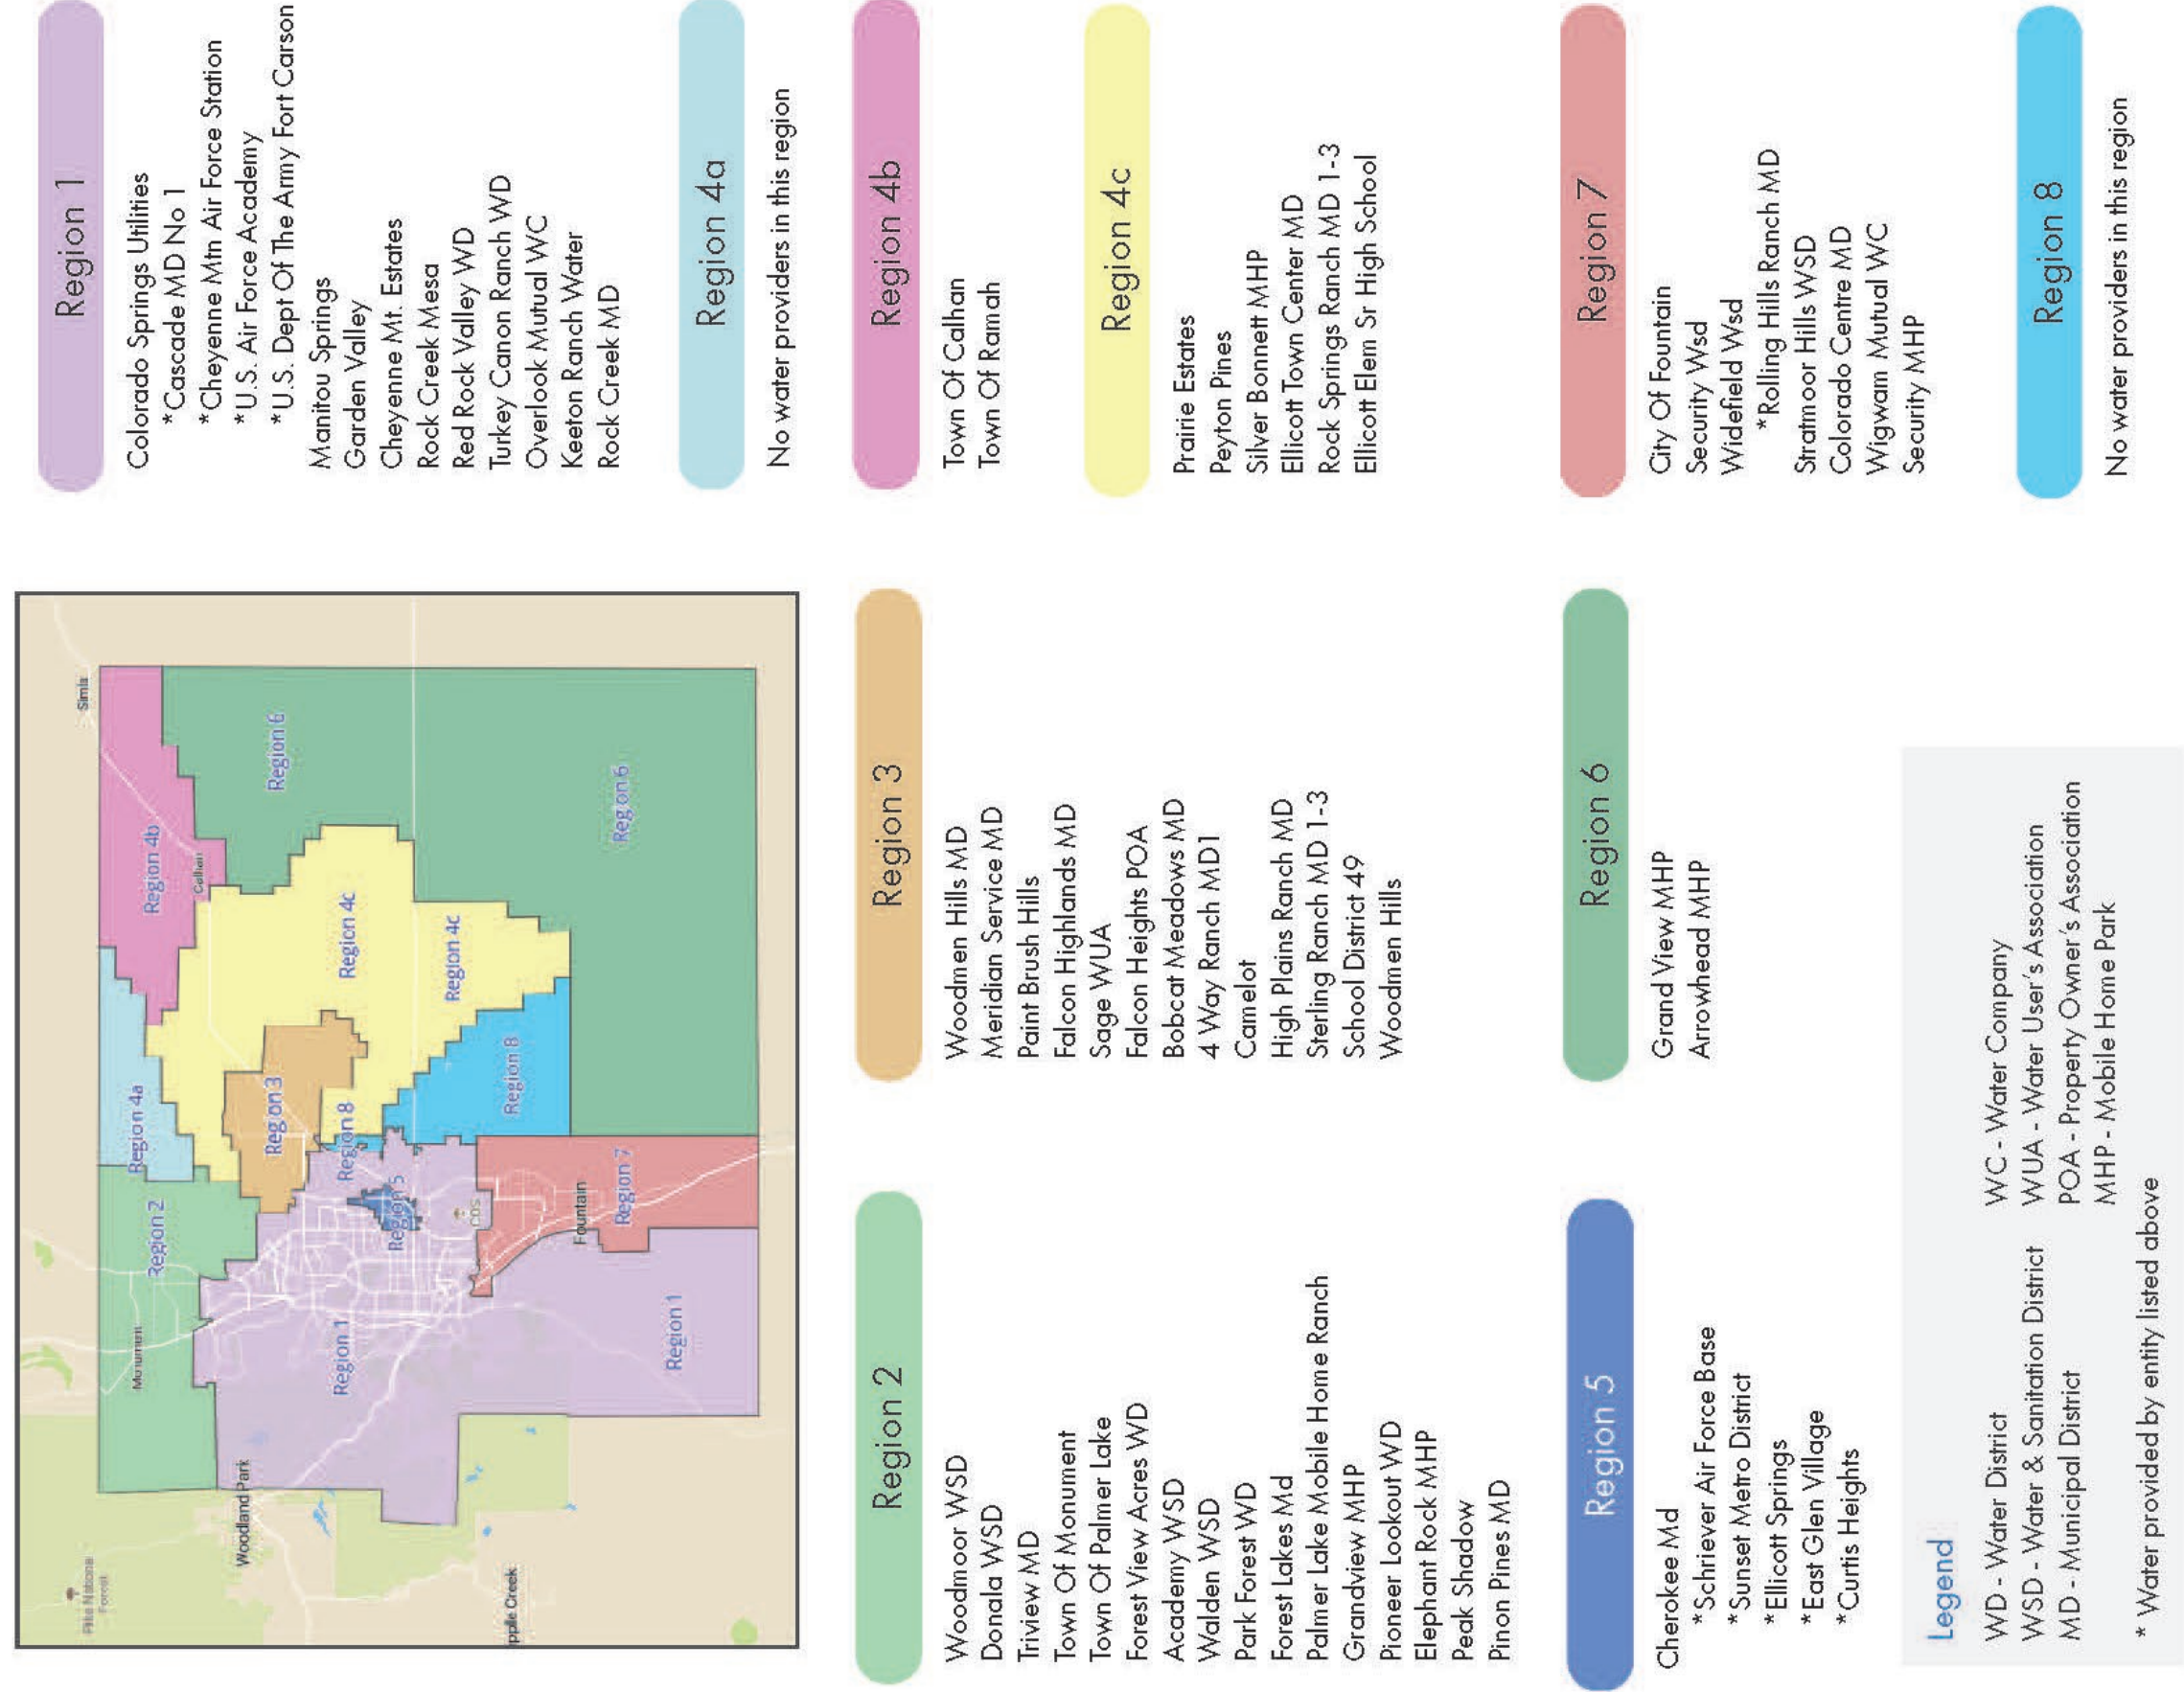 Pike National
Forest
Woodland Park
pple Creek
Monument
Simla
Calhan
COS
Fountain
Region 2
Region 4a
Region 4b
Region 6
Region 3
Region 4c
Region 1
Region 8
Region 5
Region 4c
Region 8
Region 7
Region 6
Region 1
Region 1
Colorado Springs Utilities
*Cascade MD No 1
*Cheyenne Mtn Air Force Station
*U.S. Air Force Academy
*U.S. Dept Of The Army Fort Carson
Manitou Springs
Garden Valley
Cheyenne Mt. Estates
Rock Creek Mesa
Red Rock Valley WD
Turkey Canon Ranch WD
Overlook Mutual WC
Keeton Ranch Water
Rock Creek MD
Region 4a
No water providers in this region
Region 2
Woodmoor WSD
Donala WSD
Triview MD
Town Of Monument
Town Of Palmer Lake
Forest View Acres WD
Academy WSD
Walden WSD
Park Forest WD
Forest Lakes Md
Palmer Lake Mobile Home Ranch
Grandview MHP
Pioneer Lookout WD
Elephant Rock MHP
Peak Shadow
Pinon Pines MD
Region 3
Woodmen Hills MD
Meridian Service MD
Paint Brush Hills
Falcon Highlands MD
Sage WUA
Falcon Heights POA
Bobcat Meadows MD
4 Way Ranch MD1
Camelot
High Plains Ranch MD
Sterling Ranch MD 1-3
School District 49
Woodmen Hills
Region 4b
Town Of Calhan
Town Of Ramah
Region 4c
Prairie Estates
Peyton Pines
Silver Bonnett MHP
Ellicott Town Center MD
Rock Springs Ranch MD 1-3
Ellicott Elem Sr High School
Region 5
Cherokee Md
*Schriever Air Force Base
*Sunset Metro District
*Ellicott Springs
*East Glen Village
*Curtis Heights
Region 6
Grand View MHP
Arrowhead MHP
Region 7
City Of Fountain
Security Wsd
Widefield Wsd
*Rolling Hills Ranch MD
Stratmoor Hills WSD
Colorado Centre MD
Wigwam Mutual WC
Security MHP
Region 8
No water providers in this region
Legend
WD - Water District
WSD - Water & Sanitation District
MD - Municipal District
WC - Water Company
WUA - Water User's Association
POA - Property Owner's Association
MHP - Mobile Home Park
* Water provided by entity listed above